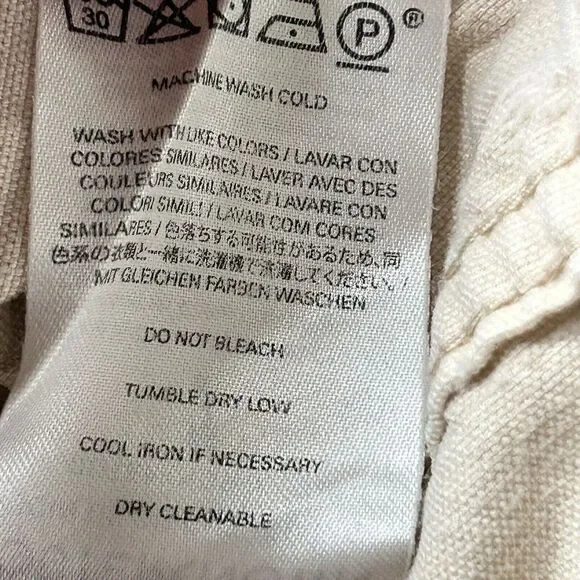 30
P ®
MACHINE WASH COLD
WASH WITH LIKE COLORS / LAVAR CON
COLORES SIMILARES / LAVER AVEC DES
COULEURS SIMILAIRES / LAVARE CON
COLORI SIMILI / LAVAR COM CORES
SIMILARES / 色落ちする可能性があるため、同
色落の衣類と一緒に洗濯機で洗濯してください。 /
MIT GLEICHEN FARBEN WASCHEN
DO NOT BLEACH
TUMBLE DRY LOW
COOL IRON IF NECESSARY
DRY CLEANABLE